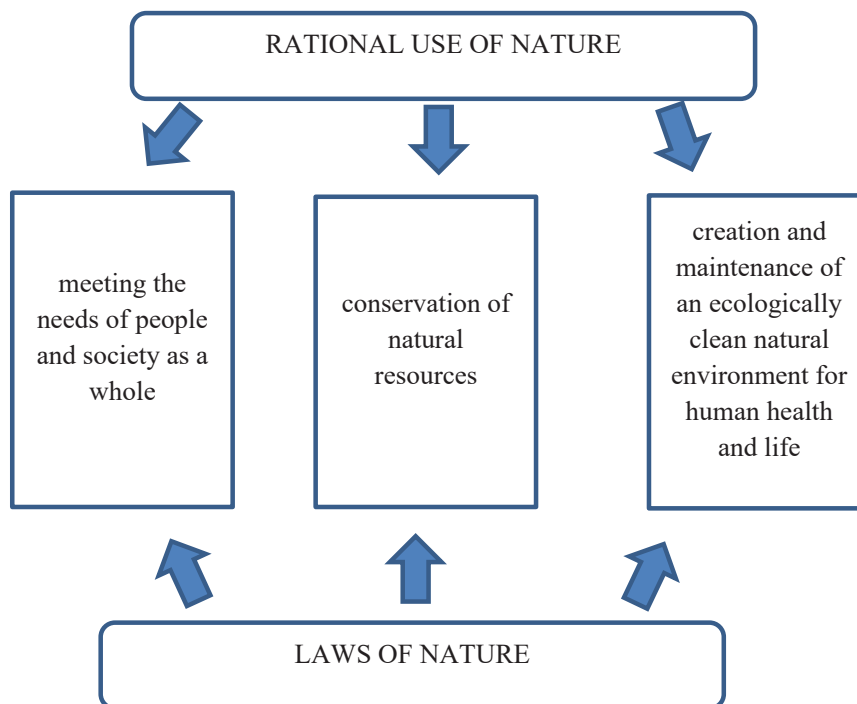 RATIONAL USE OF NATURE
meeting the
needs of people
and society as a
whole
conservation of
natural
resources
creation and
maintenance of
an ecologically
clean natural
environment for
human health
and life
LAWS OF NATURE